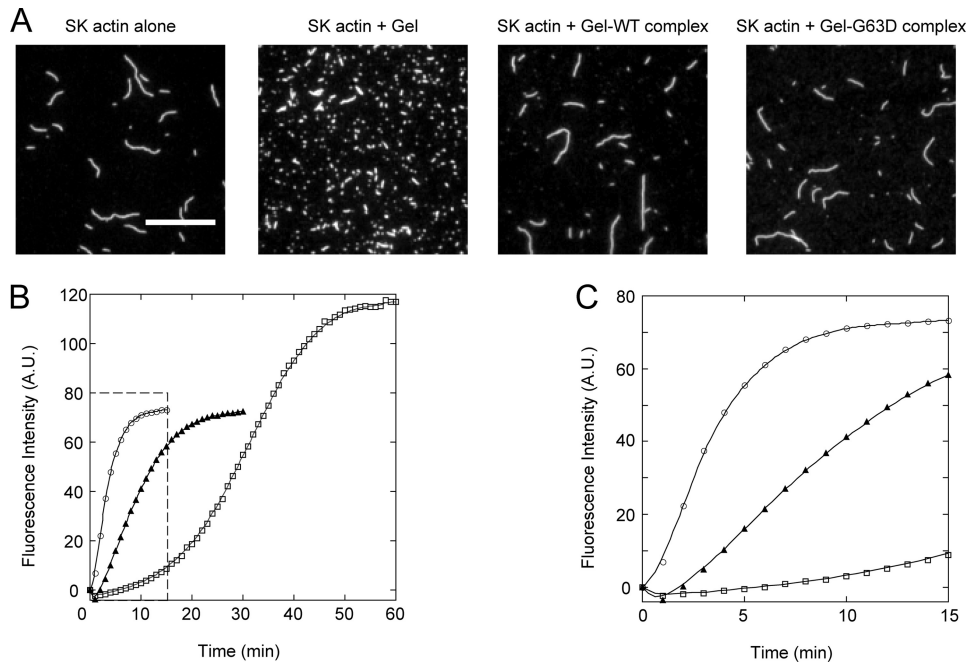 A
SK actin alone
SK actin + Gel
SK actin + Gel-WT complex
SK actin + Gel-G63D complex
B
Fluorescence Intensity (A.U.)
120
100
80
60
40
20
0
0 10 20 30 40 50 60
Time (min)
C
Fluorescence Intensity (A.U.)
80
60
40
20
0
0 5 10 15
Time (min)